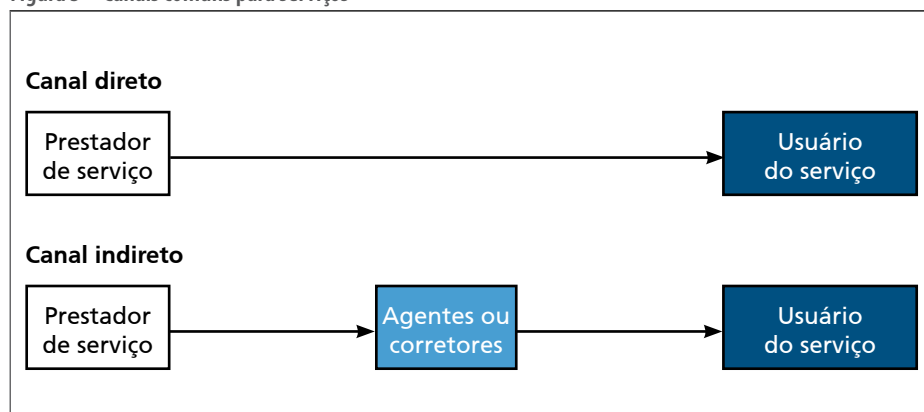 Canal direto
Prestador
de serviço
Usuário
do serviço
Canal indireto
Prestador
de serviço
Agentes ou
corretores
Usuário
do serviço